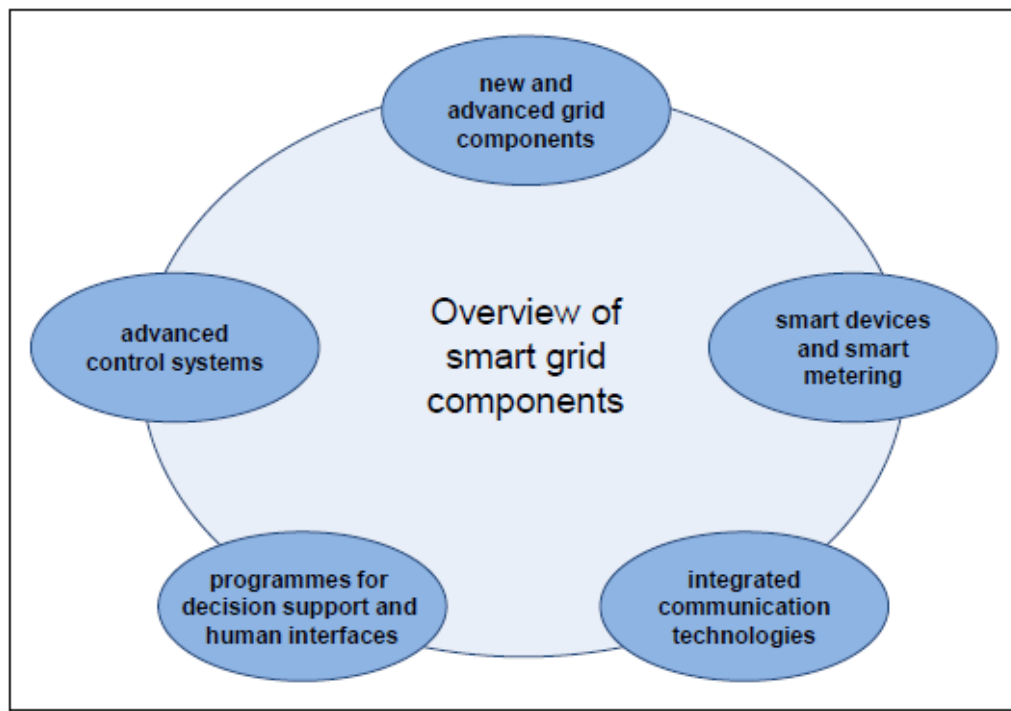 new and
advanced grid
components
advanced
control systems
Overview of
smart grid
components
smart devices
and smart
metering
programmes for
decision support and
human interfaces
integrated
communication
technologies